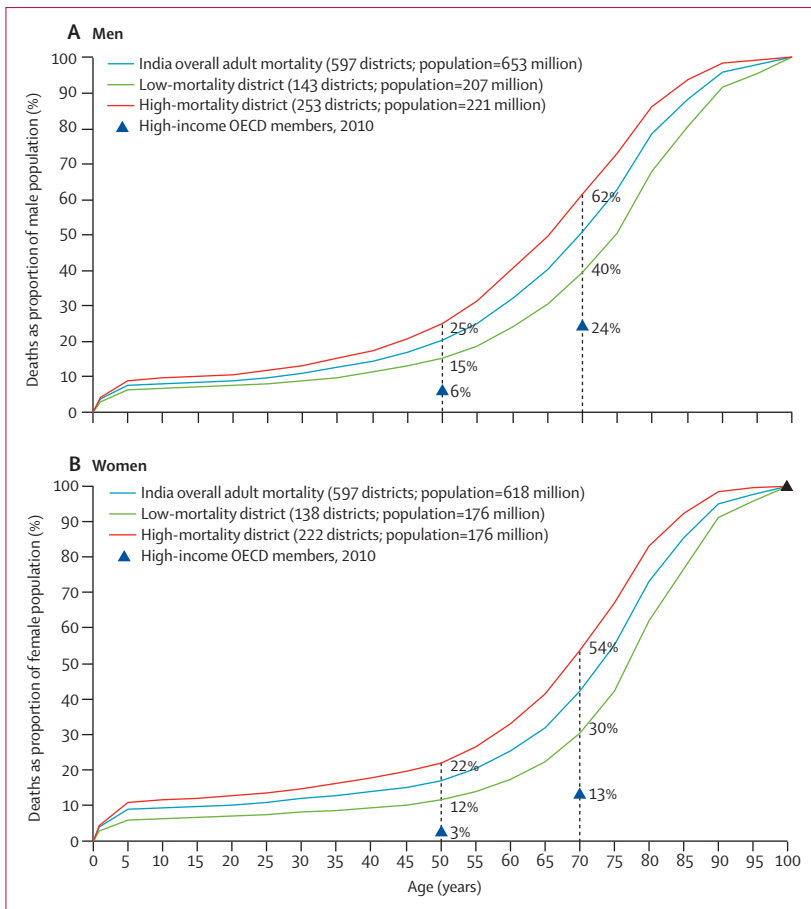 A Men
Deaths as proportion of male population (%)
100
90
80
70
60
50
40
30
20
10
0
India overall adult mortality (597 districts; population=653 million)
Low-mortality district (143 districts; population=207 million)
High-mortality district (253 districts; population=221 million)
High-income OECD members, 2010
62%
40%
24%
25%
15%
6%
B Women
Deaths as proportion of female population (%)
100
90
80
70
60
50
40
30
20
10
0
India overall adult mortality (597 districts; population=618 million)
Low-mortality district (138 districts; population=176 million)
High-mortality district (222 districts; population=176 million)
High-income OECD members, 2010
54%
30%
13%
22%
12%
3%
0 5 10 15 20 25 30 35 40 45 50 55 60 65 70 75 80 85 90 95 100
Age (years)